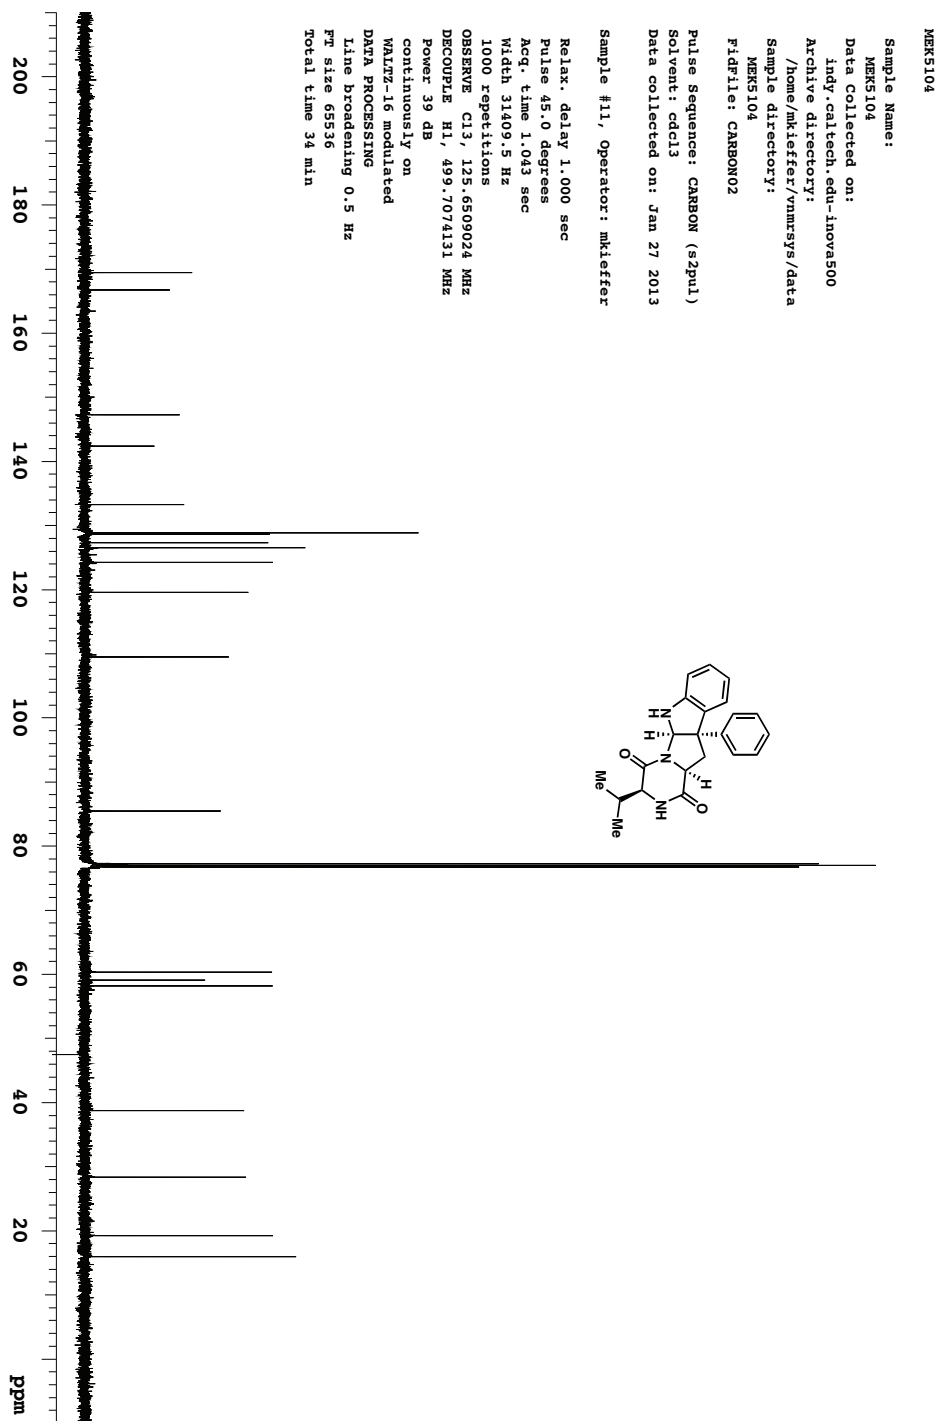 MEK5104
Sample Name:
MEK5104
Data Collected on:
indy.caltech.edu-inova500
Archive directory:
/home/mkieffer/vnmrsys/data
Sample directory:
MEK5104
FidFile: CARBON02
Pulse Sequence: CARBON (s2pul)
Solvent: cdcl3
Data collected on: Jan 27 2013
Sample #11, Operator: mkieffer
Relax. delay 1.000 sec
Pulse 45.0 degrees
Acq. time 1.043 sec
Width 31409.5 Hz
1000 repetitions
OBSERVE C13, 125.6509024 MHz
DECOUPLE H1, 499.7074131 MHz
Power 39 dB
continuously on
WALTZ-16 modulated
DATA PROCESSING
Line broadening 0.5 Hz
FT size 65536
Total time 34 min
N
H
H
N
H
O
O
NH
Me
Me
200 180 160 140 120 100 80 60 40 20 ppm